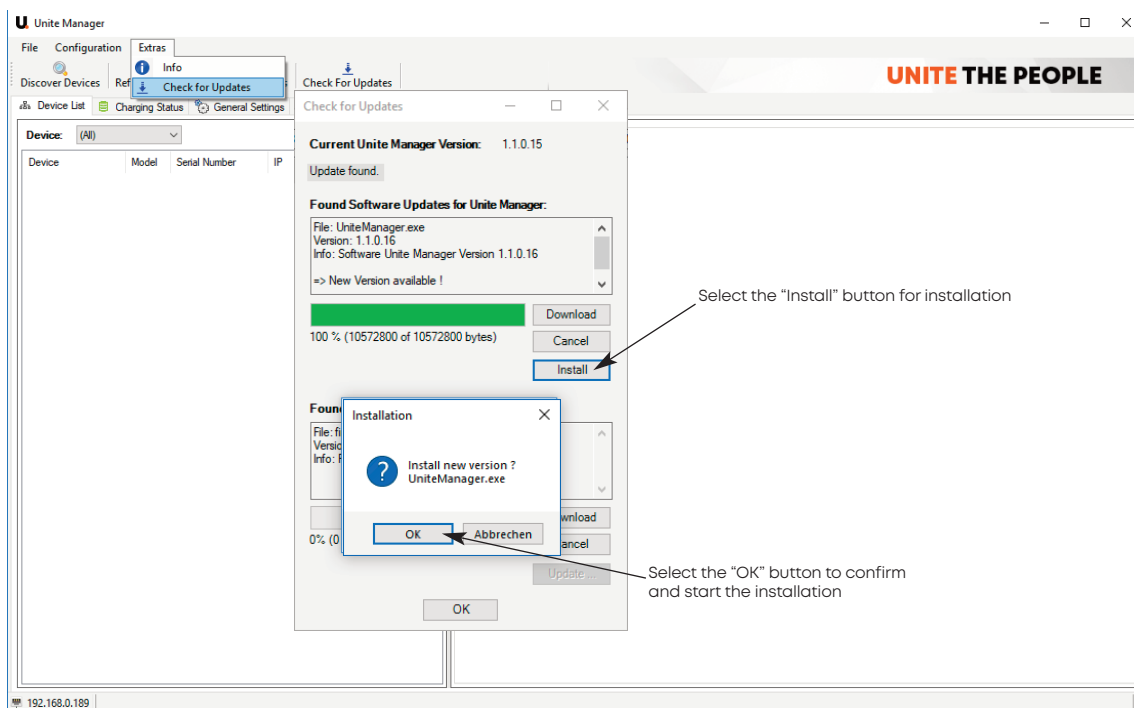 U Unite Manager
File Configuration Extras
Info
Check for Updates
Discover Devices Ref
Check For Updates
UNITE THE PEOPLE
Device List Charging Status General Settings
Check for Updates
Device: (All)
Device Model Serial Number IP
Current Unite Manager Version: 1.1.0.15
Update found.
Found Software Updates for Unite Manager:
File: UniteManager.exe
Version: 1.1.0.16
Info: Software Unite Manager Version 1.1.0.16
=> New Version available !
Download
100 % (10572800 of 10572800 bytes)
Cancel
Install
Select the “Install” button for installation
Found
File: fi
Versio
Info: F
Installation
Install new version ?
UniteManager.exe
OK Abbrechen
wnload
0% (0
ancel
Update ...
Select the “OK” button to confirm
and start the installation
OK
192.168.0.189